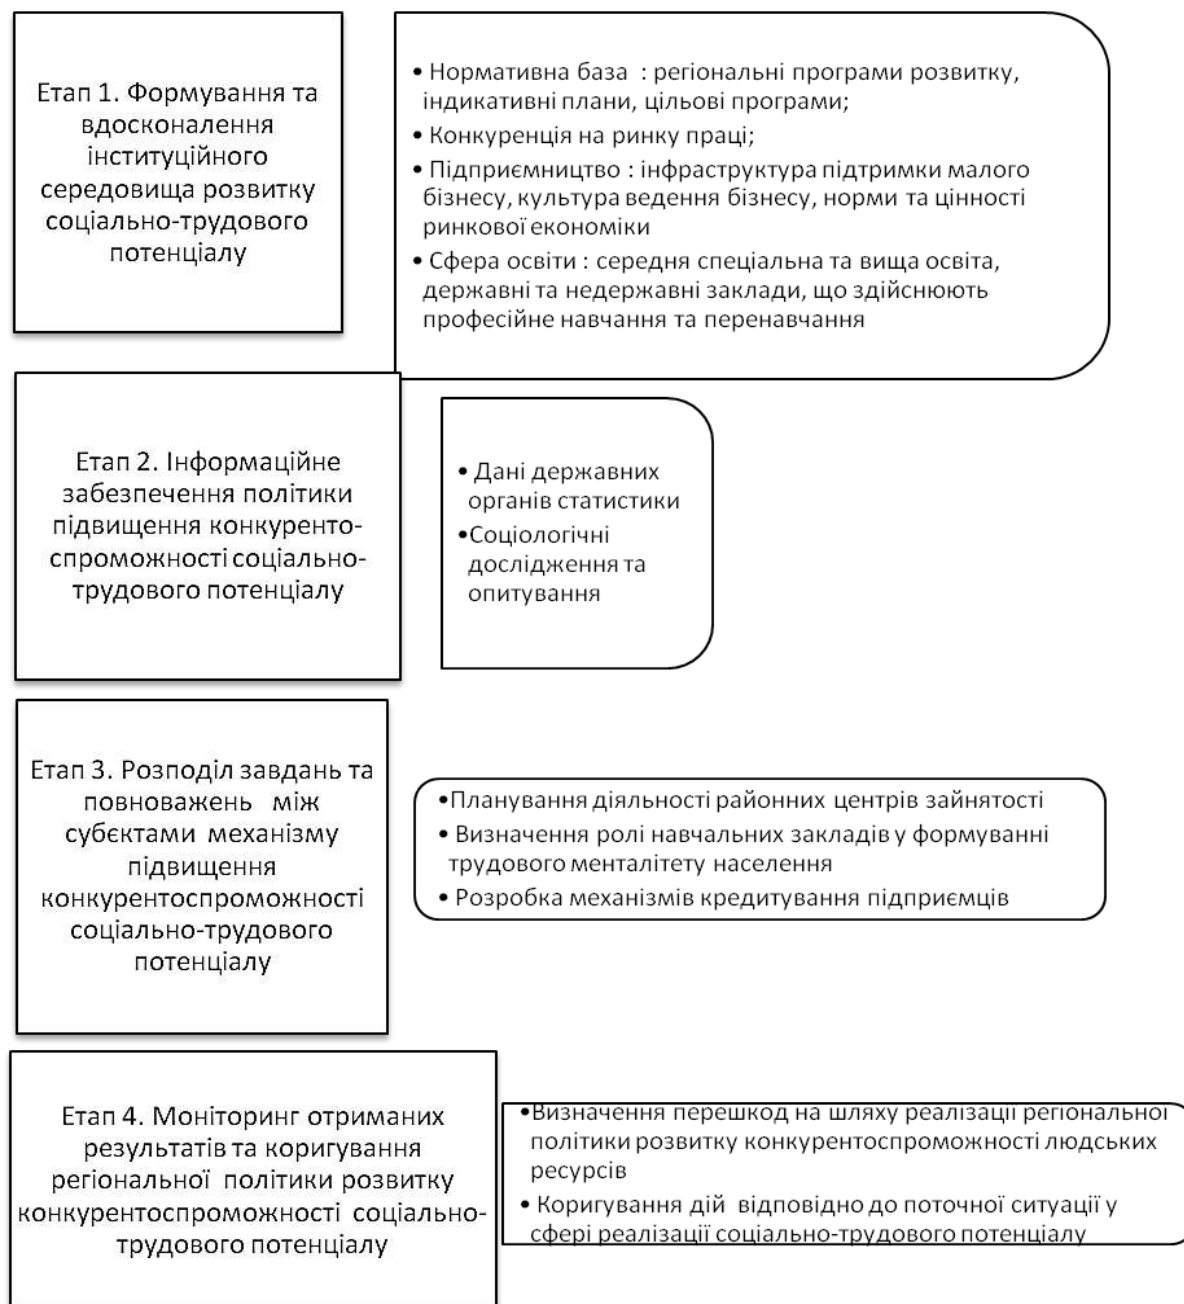 Етап 1. Формування та
вдосконалення
інституційного
середовища розвитку
соціально-трудового
потенціалу
• Нормативна база : регіональні програми розвитку,
індикативні плани, цільові програми;
• Конкуренція на ринку праці;
• Підприємництво : інфраструктура підтримки малого
бізнесу, культура ведення бізнесу, норми та цінності
ринкової економіки
• Сфера освіти : середня спеціальна та вища освіта,
державні та недержавні заклади, що здійснюють
професійне навчання та перенавчання
Етап 2. Інформаційне
забезпечення політики
підвищення конкуренто-
спроможності соціально-
трудового потенціалу
• Дані державних
органів статистики
•Соціологічні
дослідження та
опитування
Етап 3. Розподіл завдань та
повноважень між
субєктами механізму
підвищення
конкурентоспроможності
соціально-трудового
потенціалу
•Планування діяльності районних центрів зайнятості
• Визначення ролі навчальних закладів у формуванні
трудового менталітету населення
• Розробка механізмів кредитування підприємців
Етап 4. Моніторинг отриманих
результатів та коригування
регіональної політики розвитку
конкурентоспроможності соціально-
трудового потенціалу
•Визначення перешкод на шляху реалізації регіональної
політики розвитку конкурентоспроможності людських
ресурсів
• Коригування дій відповідно до поточної ситуації у
сфері реалізації соціально-трудового потенціалу